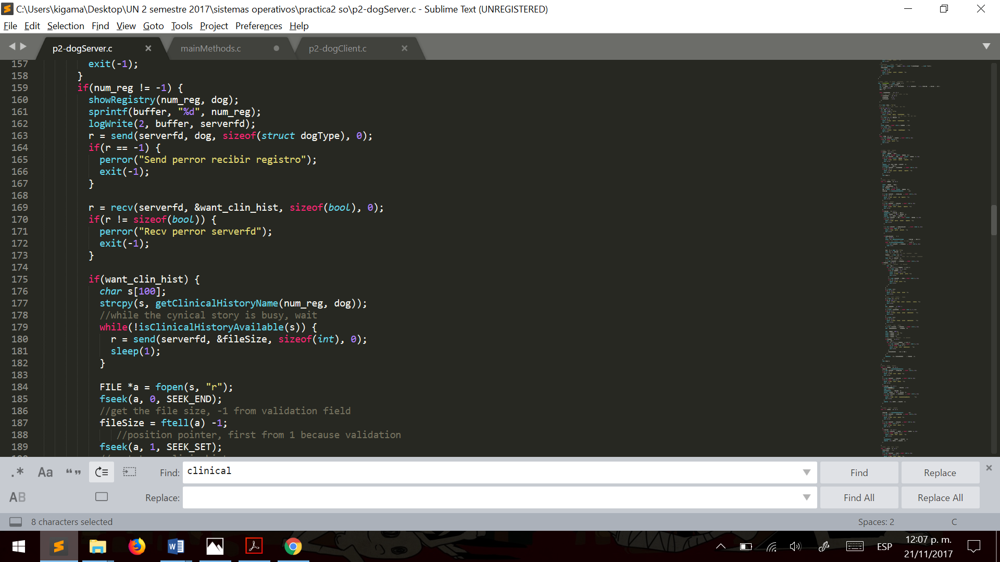 C:\Users\kigama\Desktop\UN 2 semestre 2017\sistemas operativos\practica2 so\p2-dogServer.c - Sublime Text (UNREGISTERED)
File Edit Selection Find View Goto Tools Project Preferences Help
p2-dogServer.c mainMethods.c p2-dogClient.c
157 exit(-1);
158 }
159 if(num_reg != -1) {
160 showRegistry(num_reg, dog);
161 sprintf(buffer, "%d", num_reg);
162 logWrite(2, buffer, serverfd);
163 r = send(serverfd, dog, sizeof(struct dogType), 0);
164 if(r == -1) {
165 perror("Send perror recibir registro");
166 exit(-1);
167 }
168
169 r = recv(serverfd, &want_clin_hist, sizeof(bool), 0);
170 if(r != sizeof(bool)) {
171 perror("Recv perror serverfd");
172 exit(-1);
173 }
174
175 if(want_clin_hist) {
176 char s[100];
177 strcpy(s, getClinicalHistoryName(num_reg, dog));
178 //while the cynical story is busy, wait
179 while(!isClinicalHistoryAvailable(s)) {
180 r = send(serverfd, &fileSize, sizeof(int), 0);
181 sleep(1);
182 }
183
184 FILE *a = fopen(s, "r");
185 fseek(a, 0, SEEK_END);
186 //get the file size, -1 from validation field
187 fileSize = ftell(a) -1;
188 //position pointer, first from 1 because validation
189 fseek(a, 1, SEEK_SET);
.* Aa “” Find: clinical Find Replace
AB Replace: Find All Replace All
8 characters selected Spaces: 2 C
ESP 12:07 p. m.
21/11/2017